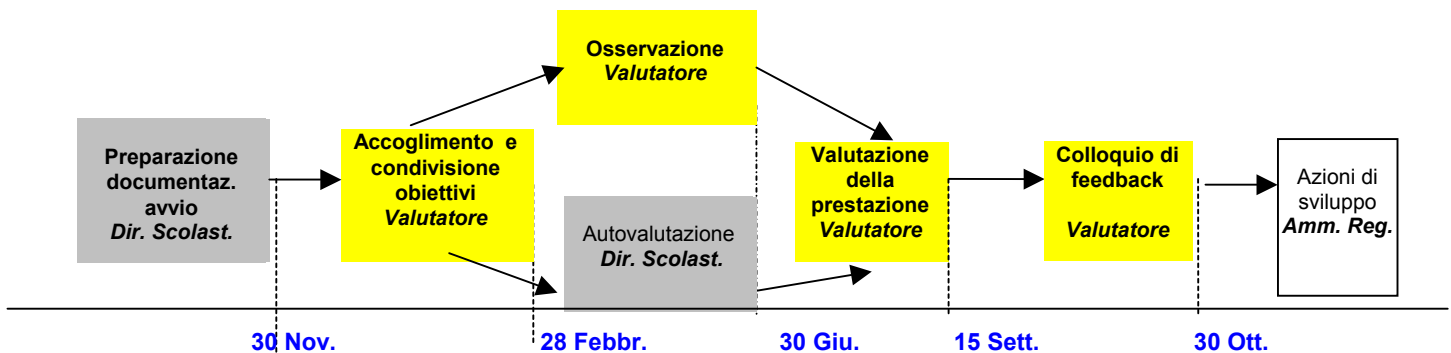 Preparazione
documentaz.
avvio
Dir. Scolast.
Accoglimento e
condivisione
obiettivi
Valutatore
Osservazione
Valutatore
Autovalutazione
Dir. Scolast.
Valutazione
della
prestazione
Valutatore
Colloquio di
feedback
Valutatore
Azioni di
sviluppo
Amm. Reg.
30 Nov.
28 Febbr.
30 Giu.
15 Sett.
30 Ott.